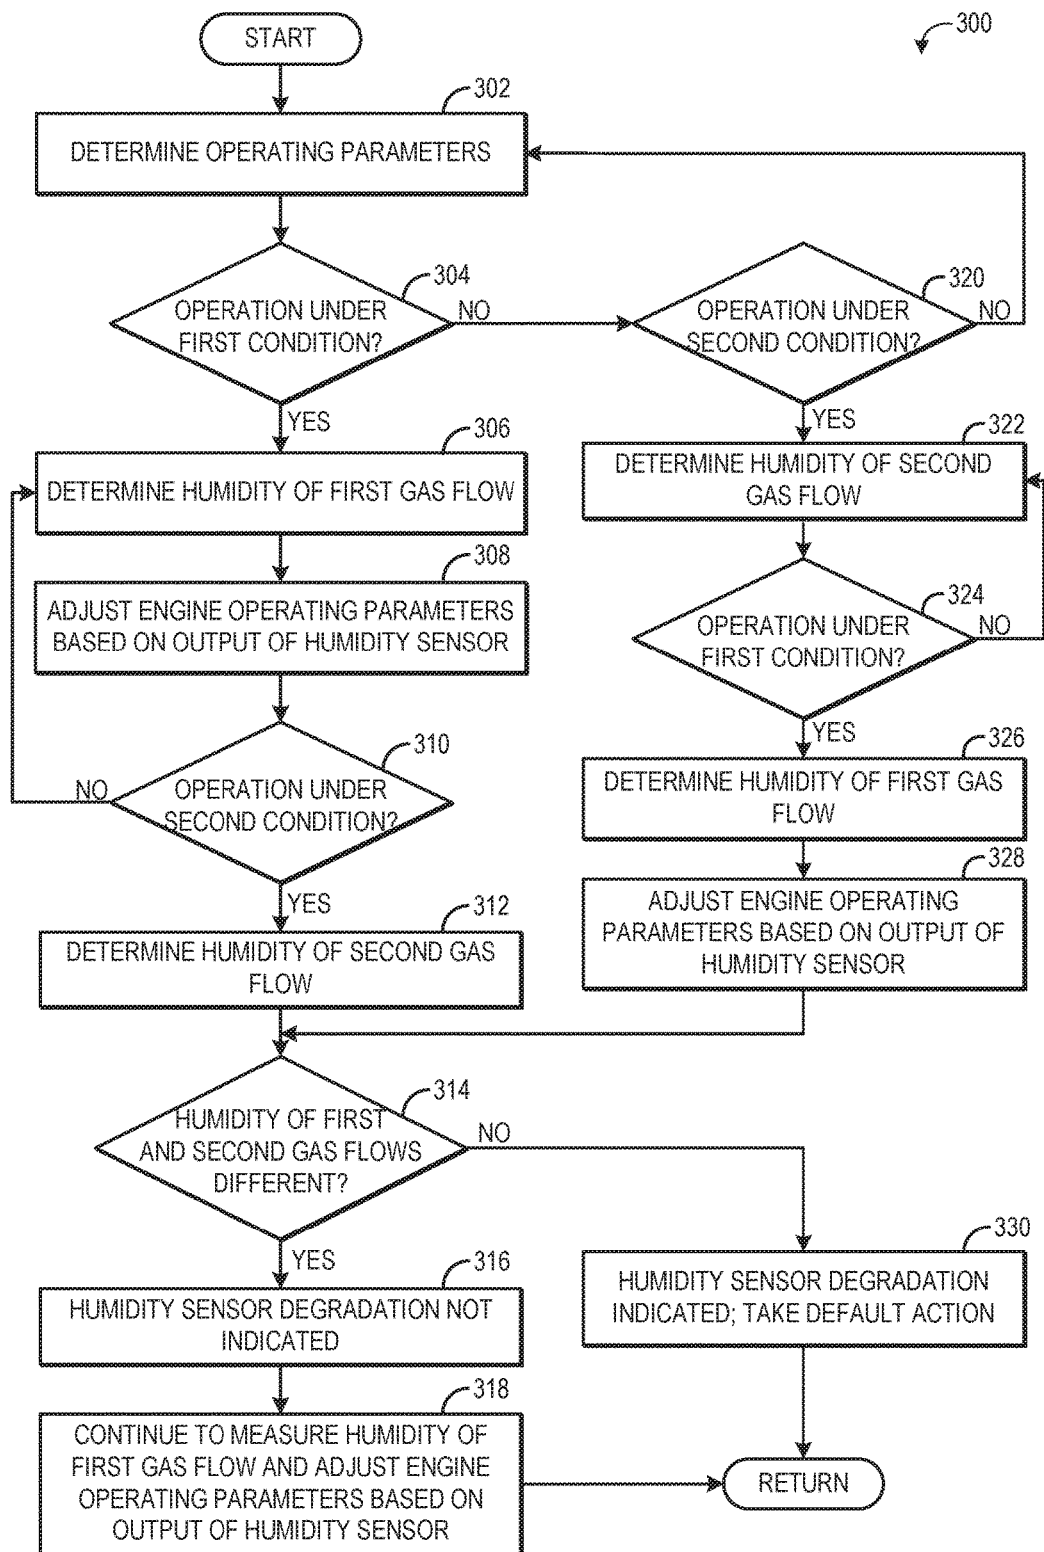 START
300
302
DETERMINE OPERATING PARAMETERS
304
OPERATION UNDER
FIRST CONDITION?
NO
YES
320
OPERATION UNDER
SECOND CONDITION?
NO
YES
306
DETERMINE HUMIDITY OF FIRST GAS FLOW
308
ADJUST ENGINE OPERATING PARAMETERS
BASED ON OUTPUT OF HUMIDITY SENSOR
310
OPERATION UNDER
SECOND CONDITION?
NO
YES
312
DETERMINE HUMIDITY OF SECOND GAS
FLOW
322
DETERMINE HUMIDITY OF SECOND
GAS FLOW
324
OPERATION UNDER
FIRST CONDITION?
NO
YES
326
DETERMINE HUMIDITY OF FIRST GAS
FLOW
328
ADJUST ENGINE OPERATING
PARAMETERS BASED ON OUTPUT OF
HUMIDITY SENSOR
314
HUMIDITY OF FIRST
AND SECOND GAS FLOWS
DIFFERENT?
NO
YES
316
HUMIDITY SENSOR DEGRADATION NOT
INDICATED
318
CONTINUE TO MEASURE HUMIDITY OF
FIRST GAS FLOW AND ADJUST ENGINE
OPERATING PARAMETERS BASED ON
OUTPUT OF HUMIDITY SENSOR
330
HUMIDITY SENSOR DEGRADATION
INDICATED; TAKE DEFAULT ACTION
RETURN